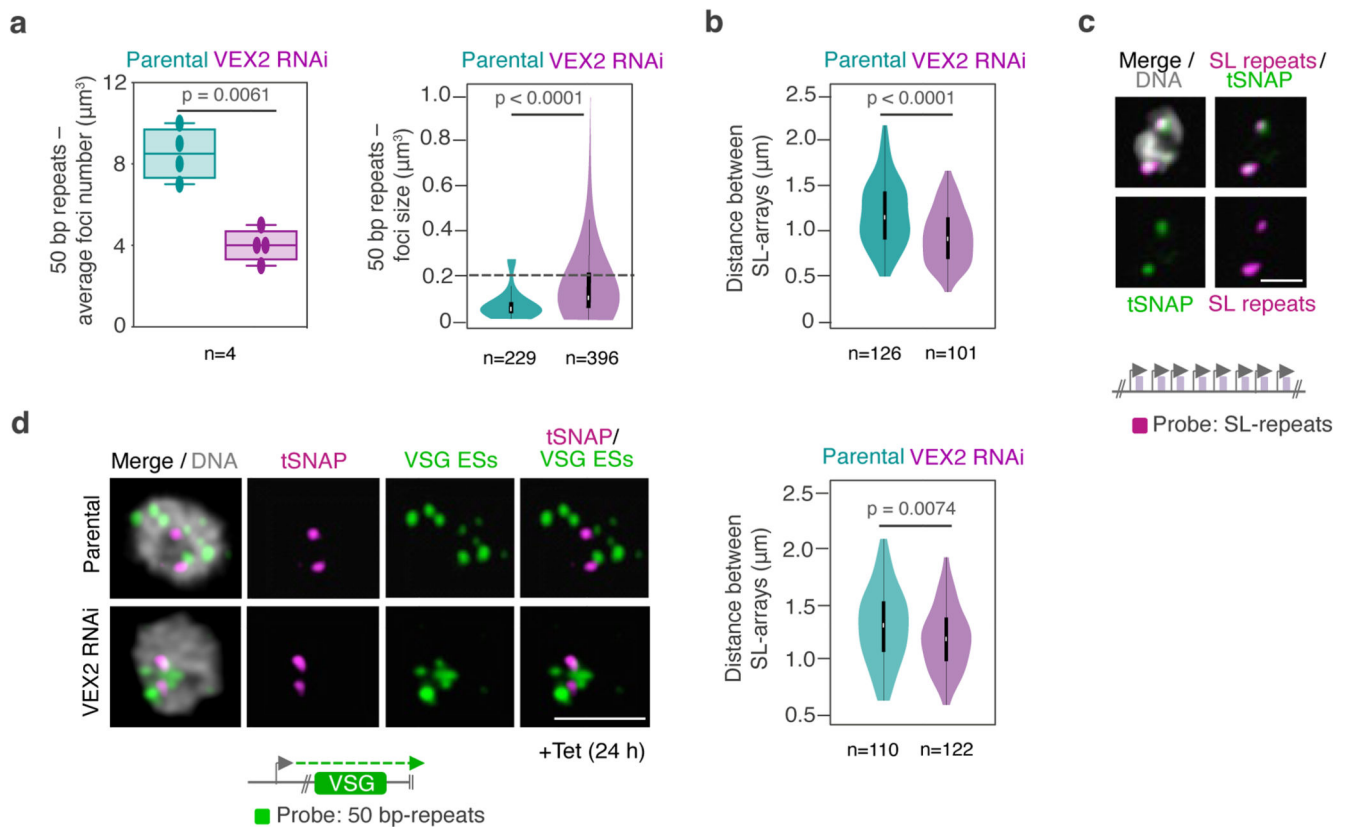 a
Parental VEX2 RNAi
12
8
4
0
p = 0.0061
50 bp repeats –
average foci number (µm³)
n=4
Parental VEX2 RNAi
1.0
0.8
0.6
0.4
0.2
0
p < 0.0001
50 bp repeats –
foci size (µm³)
n=229 n=396
b
Parental VEX2 RNAi
2.5
2.0
1.5
1.0
0.5
0
p < 0.0001
Distance between
SL-arrays (µm)
n=126 n=101
c
Merge / SL repeats/
DNA tSNAP
tSNAP SL repeats
Probe: SL-repeats
d
Merge / DNA tSNAP VSG ESs tSNAP/
VSG ESs
Parental
VEX2 RNAi
+Tet (24 h)
VSG
Probe: 50 bp-repeats
Parental VEX2 RNAi
2.5
2.0
1.5
1.0
0.5
p = 0.0074
Distance between
SL-arrays (µm)
n=110 n=122